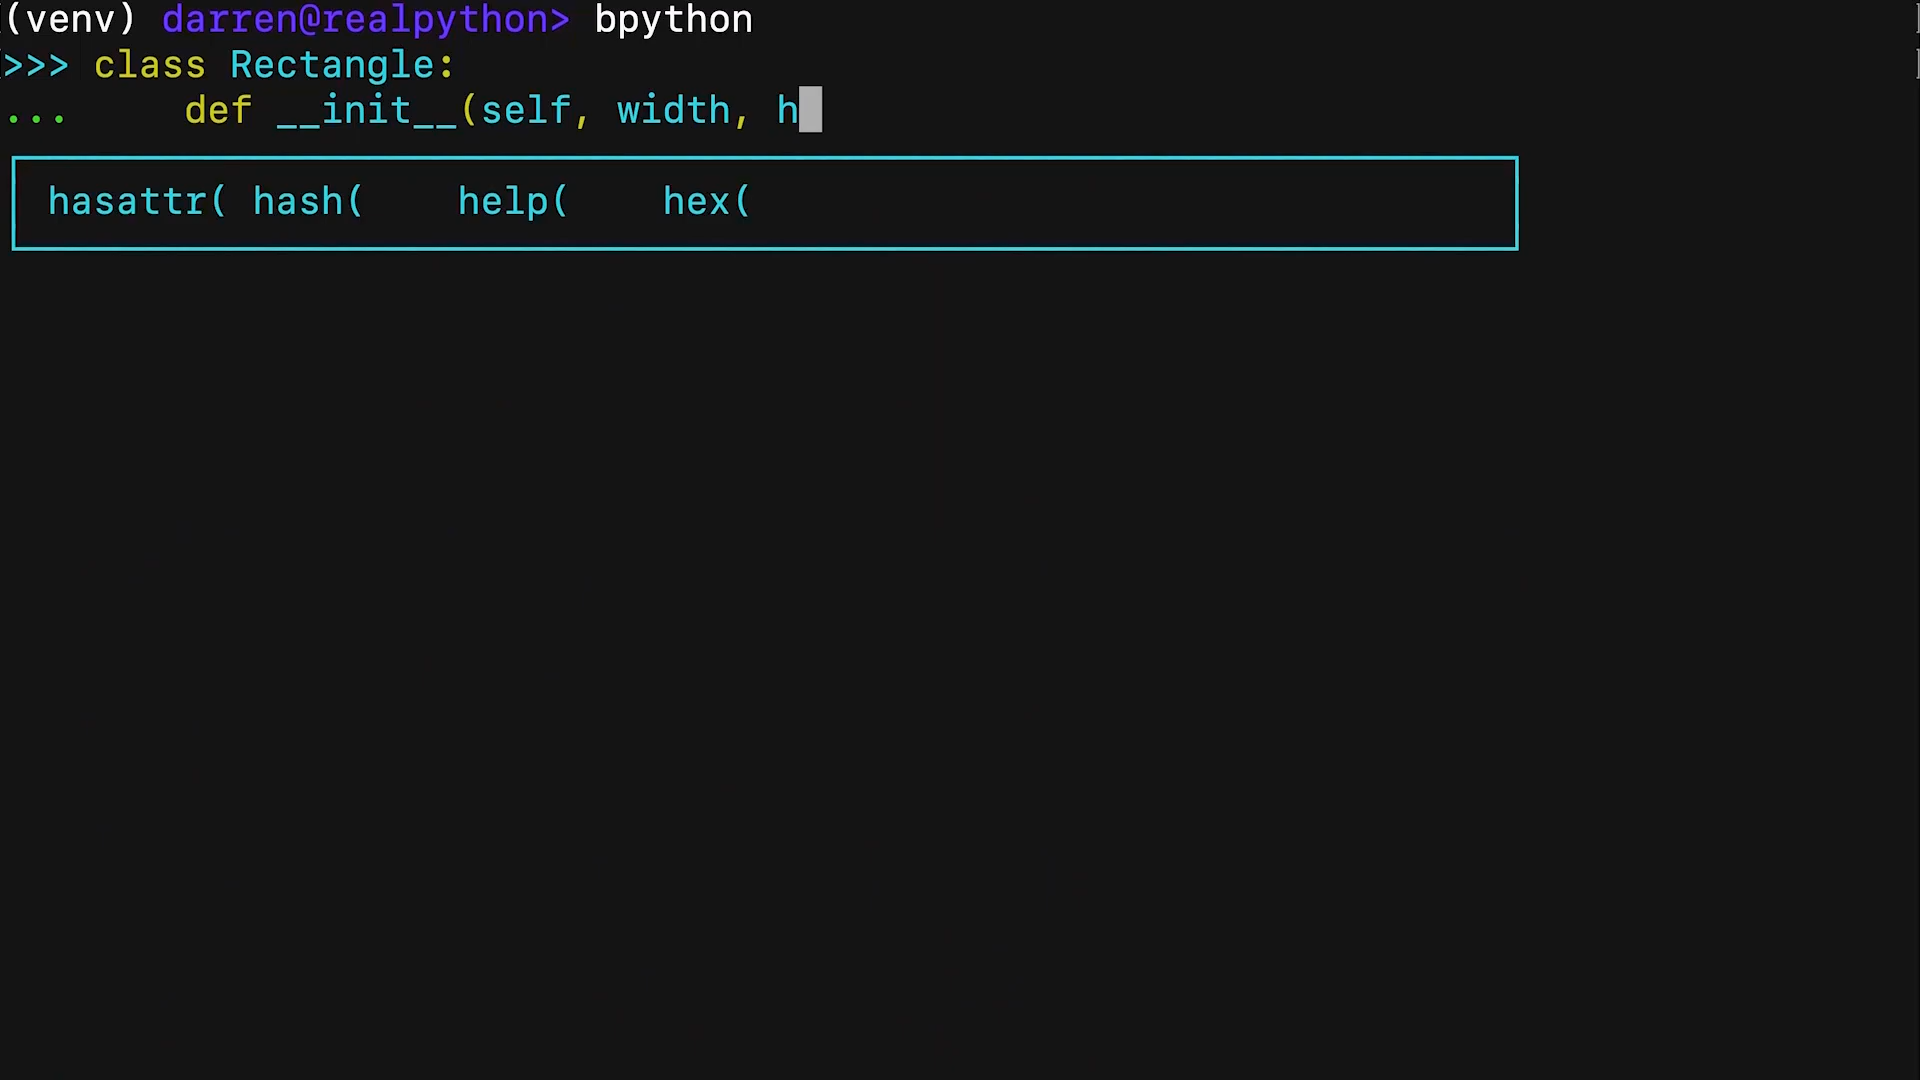 (venv) darren@realpython> bpython
>>> class Rectangle:
...     def __init__(self, width, h
hasattr( hash(    help(    hex(